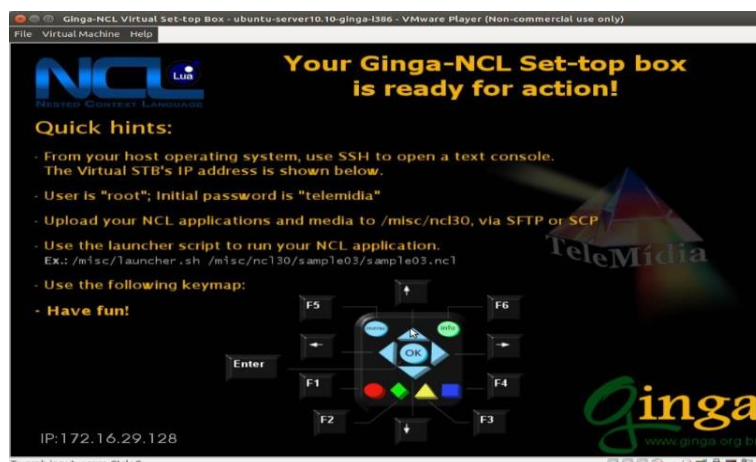 Ginga-NCL Virtual Set-top Box - ubuntu-server10.10-ginga-i386 - VMware Player (Non-commercial use only)
File Virtual Machine Help
NCL
Lua
NESTED CONTEXT LANGUAGE
Your Ginga-NCL Set-top box
is ready for action!
Quick hints:
- From your host operating system, use SSH to open a text console.
The Virtual STB's IP address is shown below.
- User is "root"; Initial password is "telemidia"
- Upload your NCL applications and media to /misc/ncl30, via SFTP or SCP
- Use the launcher script to run your NCL application.
Ex.: /misc/launcher.sh /misc/ncl30/sample03/sample03.ncl
- Use the following keymap:
- Have fun!
TeleMídia
F5
F6
menu
info
OK
Enter
F1
F4
F2
F3
IP:172.16.29.128
Ginga
www.ginga.org.br